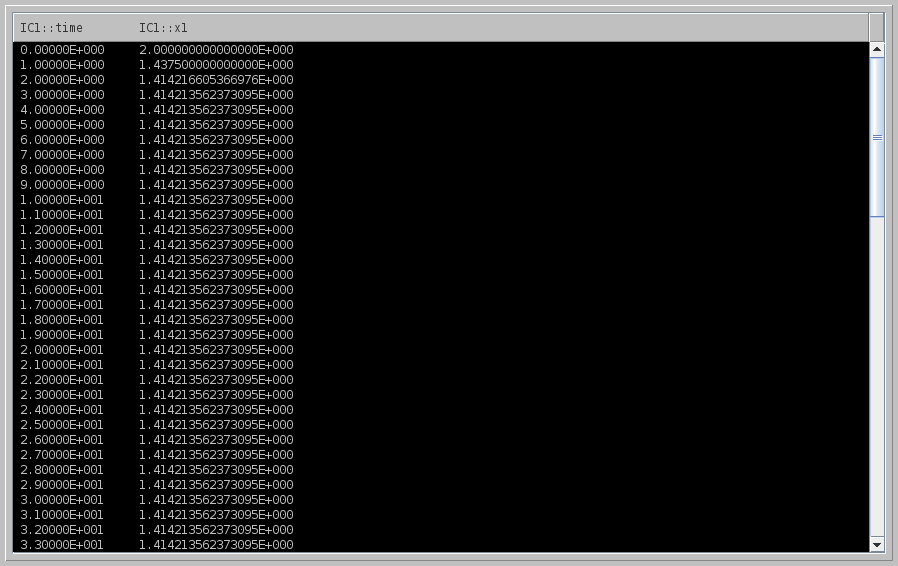 IC1::time IC1::x1
0.00000E+000 2.000000000000000E+000
1.00000E+000 1.437500000000000E+000
2.00000E+000 1.414216605366976E+000
3.00000E+000 1.414213562373095E+000
4.00000E+000 1.414213562373095E+000
5.00000E+000 1.414213562373095E+000
6.00000E+000 1.414213562373095E+000
7.00000E+000 1.414213562373095E+000
8.00000E+000 1.414213562373095E+000
9.00000E+000 1.414213562373095E+000
1.00000E+001 1.414213562373095E+000
1.10000E+001 1.414213562373095E+000
1.20000E+001 1.414213562373095E+000
1.30000E+001 1.414213562373095E+000
1.40000E+001 1.414213562373095E+000
1.50000E+001 1.414213562373095E+000
1.60000E+001 1.414213562373095E+000
1.70000E+001 1.414213562373095E+000
1.80000E+001 1.414213562373095E+000
1.90000E+001 1.414213562373095E+000
2.00000E+001 1.414213562373095E+000
2.10000E+001 1.414213562373095E+000
2.20000E+001 1.414213562373095E+000
2.30000E+001 1.414213562373095E+000
2.40000E+001 1.414213562373095E+000
2.50000E+001 1.414213562373095E+000
2.60000E+001 1.414213562373095E+000
2.70000E+001 1.414213562373095E+000
2.80000E+001 1.414213562373095E+000
2.90000E+001 1.414213562373095E+000
3.00000E+001 1.414213562373095E+000
3.10000E+001 1.414213562373095E+000
3.20000E+001 1.414213562373095E+000
3.30000E+001 1.414213562373095E+000